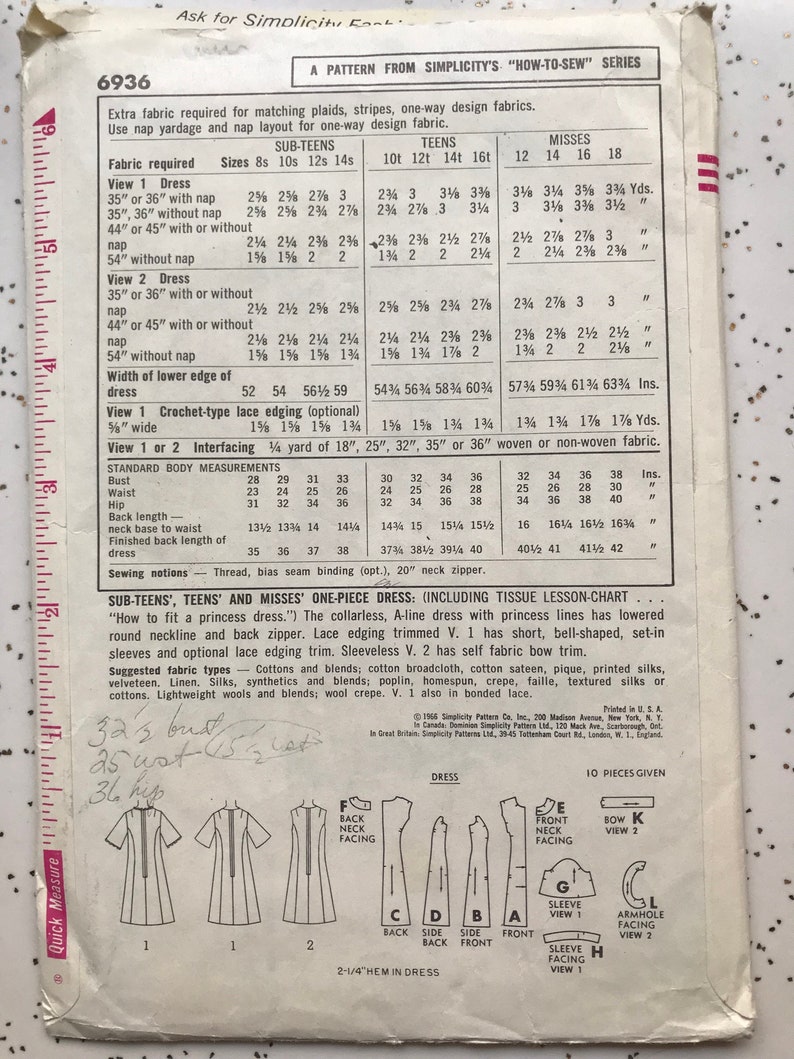 Ask for Simplicity
6936
A PATTERN FROM SIMPLICITY'S "HOW-TO-SEW" SERIES
Extra fabric required for matching plaids, stripes, one-way design fabrics.
Use nap yardage and nap layout for one-way design fabric.
SUB-TEENS TEENS MISSES
Fabric required Sizes 8s 10s 12s 14s 10t 12t 14t 16t 12 14 16 18
View 1 Dress
35" or 36" with nap 2⅝ 2⅝ 2⅞ 3 2¾ 3 3⅛ 3⅜ 3⅛ 3¼ 3⅝ 3¾ Yds.
35", 36" without nap 2⅝ 2⅝ 2¾ 2⅞ 2¾ 2⅞ 3 3¼ 3 3⅛ 3⅜ 3½ "
44" or 45" with or without
nap 2¼ 2¼ 2⅜ 2⅜ 2⅜ 2⅜ 2½ 2⅞ 2½ 2⅞ 2⅞ 3 "
54" without nap 1⅝ 1⅝ 2 2 1¾ 2 2 2¼ 2 2¼ 2⅜ 2⅜ "
View 2 Dress
35" or 36" with or without
nap 2½ 2½ 2⅝ 2⅝ 2⅝ 2⅝ 2¾ 2⅞ 2¾ 2⅞ 3 3 "
44" or 45" with or without
nap 2⅛ 2⅛ 2¼ 2¼ 2¼ 2¼ 2⅜ 2⅜ 2⅜ 2⅜ 2½ 2½ "
54" without nap 1⅝ 1⅝ 1⅝ 1¾ 1⅝ 1¾ 1⅞ 2 1¾ 2 2 2⅛ "
Width of lower edge of
dress 52 54 56½ 59 54¾ 56¾ 58¾ 60¾ 57¾ 59¾ 61¾ 63¾ Ins.
View 1 Crochet-type lace edging (optional)
⅝" wide 1⅝ 1⅝ 1⅝ 1¾ 1⅝ 1⅝ 1¾ 1¾ 1¾ 1¾ 1⅞ 1⅞ Yds.
View 1 or 2 Interfacing ¼ yard of 18", 25", 32", 35" or 36" woven or non-woven fabric.
STANDARD BODY MEASUREMENTS
Bust 28 29 31 33 30 32 34 36 32 34 36 38 Ins.
Waist 23 24 25 26 24 25 26 28 25 26 28 30 "
Hip 31 32 34 36 32 34 36 38 34 36 38 40 "
Back length —
neck base to waist 13½ 13¾ 14 14¼ 14¾ 15 15¼ 15½ 16 16¼ 16½ 16¾ "
Finished back length of
dress 35 36 37 38 37¾ 38½ 39¼ 40 40½ 41 41½ 42 "
Sewing notions — Thread, bias seam binding (opt.), 20" neck zipper.
SUB-TEENS', TEENS' AND MISSES' ONE-PIECE DRESS: (INCLUDING TISSUE LESSON-CHART . . .
"How to fit a princess dress.") The collarless, A-line dress with princess lines has lowered
round neckline and back zipper. Lace edging trimmed V. 1 has short, bell-shaped, set-in
sleeves and optional lace edging trim. Sleeveless V. 2 has self fabric bow trim.
Suggested fabric types — Cottons and blends; cotton broadcloth, cotton sateen, pique, printed silks,
velveteen. Linen. Silks, synthetics and blends; poplin, homespun, crepe, faille, textured silks or
cottons. Lightweight wools and blends; wool crepe. V. 1 also in bonded lace.
Printed in U. S. A.
© 1966 Simplicity Pattern Co., Inc., 200 Madison Avenue, New York, N. Y.
In Canada: Dominion Simplicity Pattern Ltd., 120 Mack Ave., Scarborough, Ont.
In Great Britain: Simplicity Patterns Ltd., 39-45 Tottenham Court Rd., London, W. 1., England.
32½ bust
25 wst 15½ wst
36 hip
DRESS
10 PIECES GIVEN
F BACK NECK FACING
E FRONT NECK FACING
BOW K VIEW 2
C BACK
D SIDE BACK
B SIDE FRONT
A FRONT
G SLEEVE VIEW 1
L ARMHOLE FACING VIEW 2
SLEEVE H FACING VIEW 1
1 1 2
2-1/4" HEM IN DRESS
6
5
4
3
2
1
Quick Measure
®